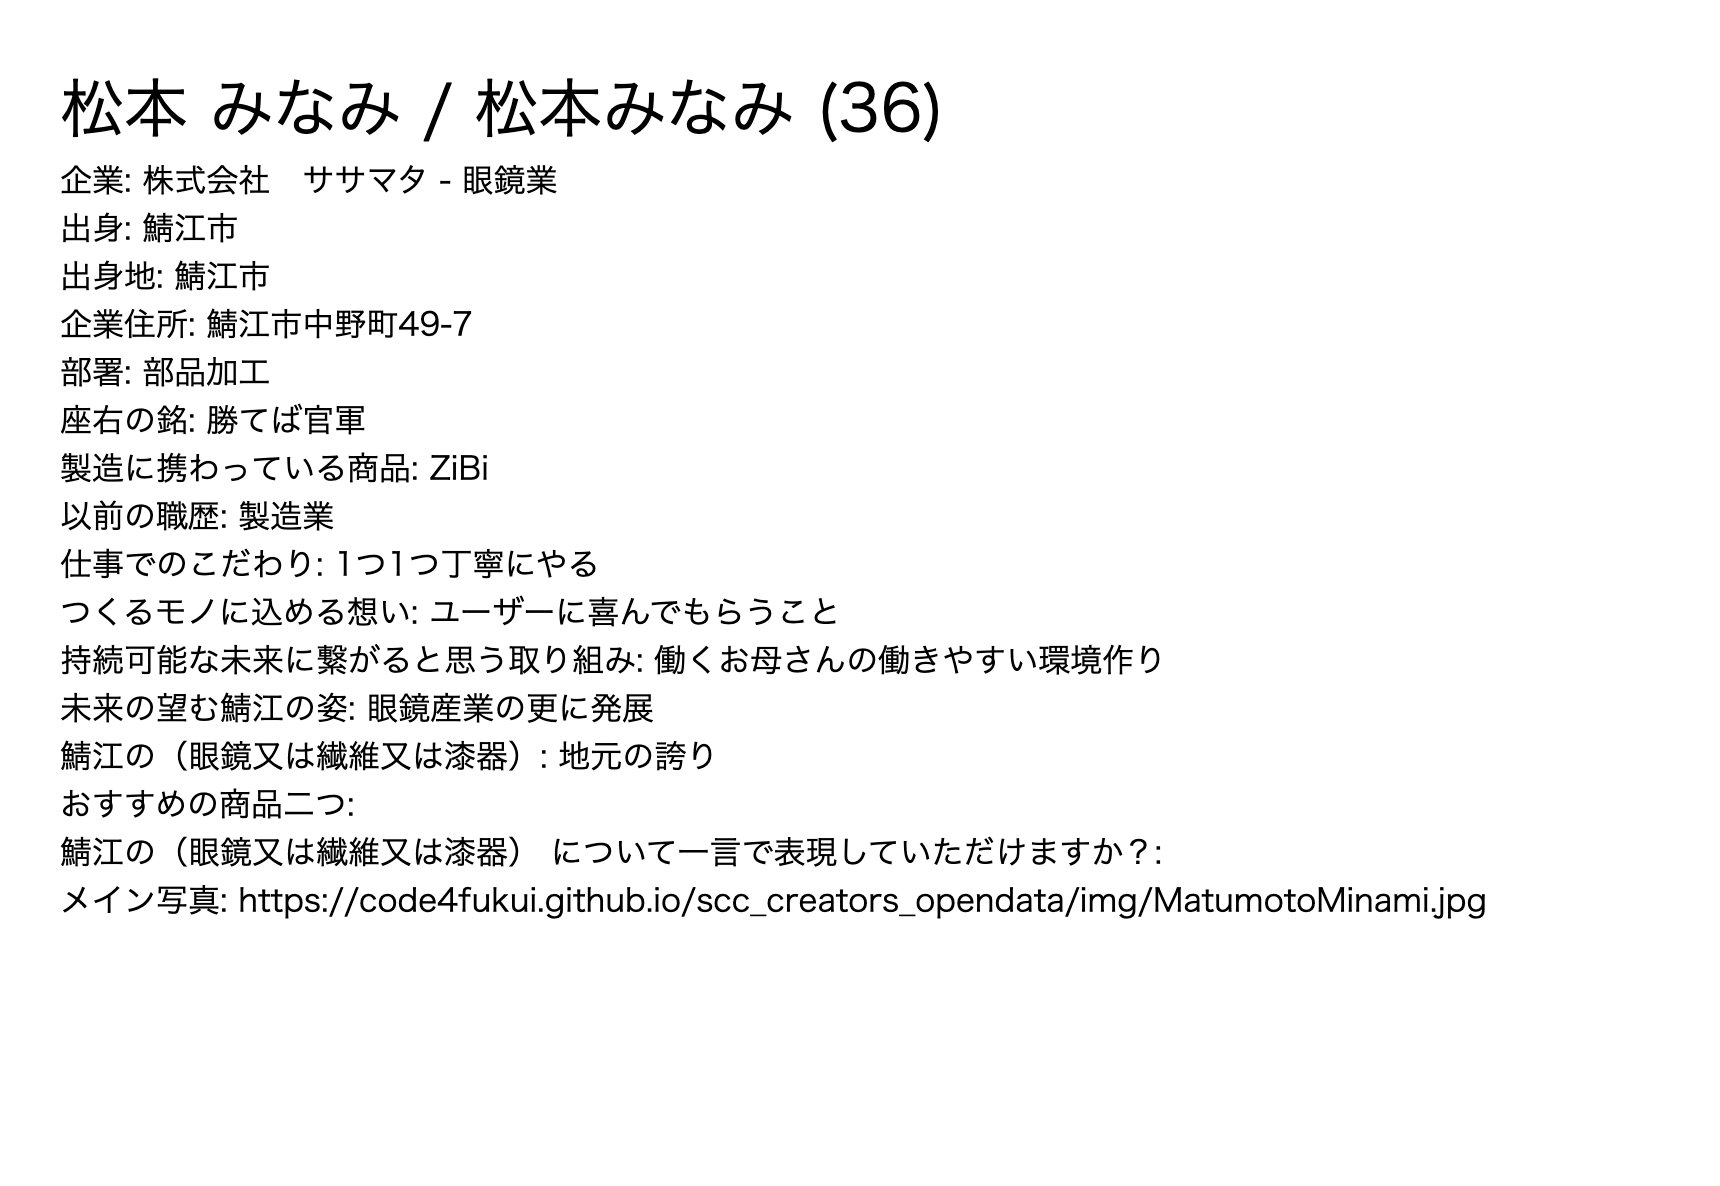 松本 みなみ / 松本みなみ (36)
企業: 株式会社　ササマタ - 眼鏡業
出身: 鯖江市
出身地: 鯖江市
企業住所: 鯖江市中野町49-7
部署: 部品加工
座右の銘: 勝てば官軍
製造に携わっている商品: ZiBi
以前の職歴: 製造業
仕事でのこだわり: 1つ1つ丁寧にやる
つくるモノに込める想い: ユーザーに喜んでもらうこと
持続可能な未来に繋がると思う取り組み: 働くお母さんの働きやすい環境作り
未来の望む鯖江の姿: 眼鏡産業の更に発展
鯖江の（眼鏡又は繊維又は漆器）: 地元の誇り
おすすめの商品二つ:
鯖江の（眼鏡又は繊維又は漆器） について一言で表現していただけますか？:
メイン写真: https://code4fukui.github.io/scc_creators_opendata/img/MatumotoMinami.jpg